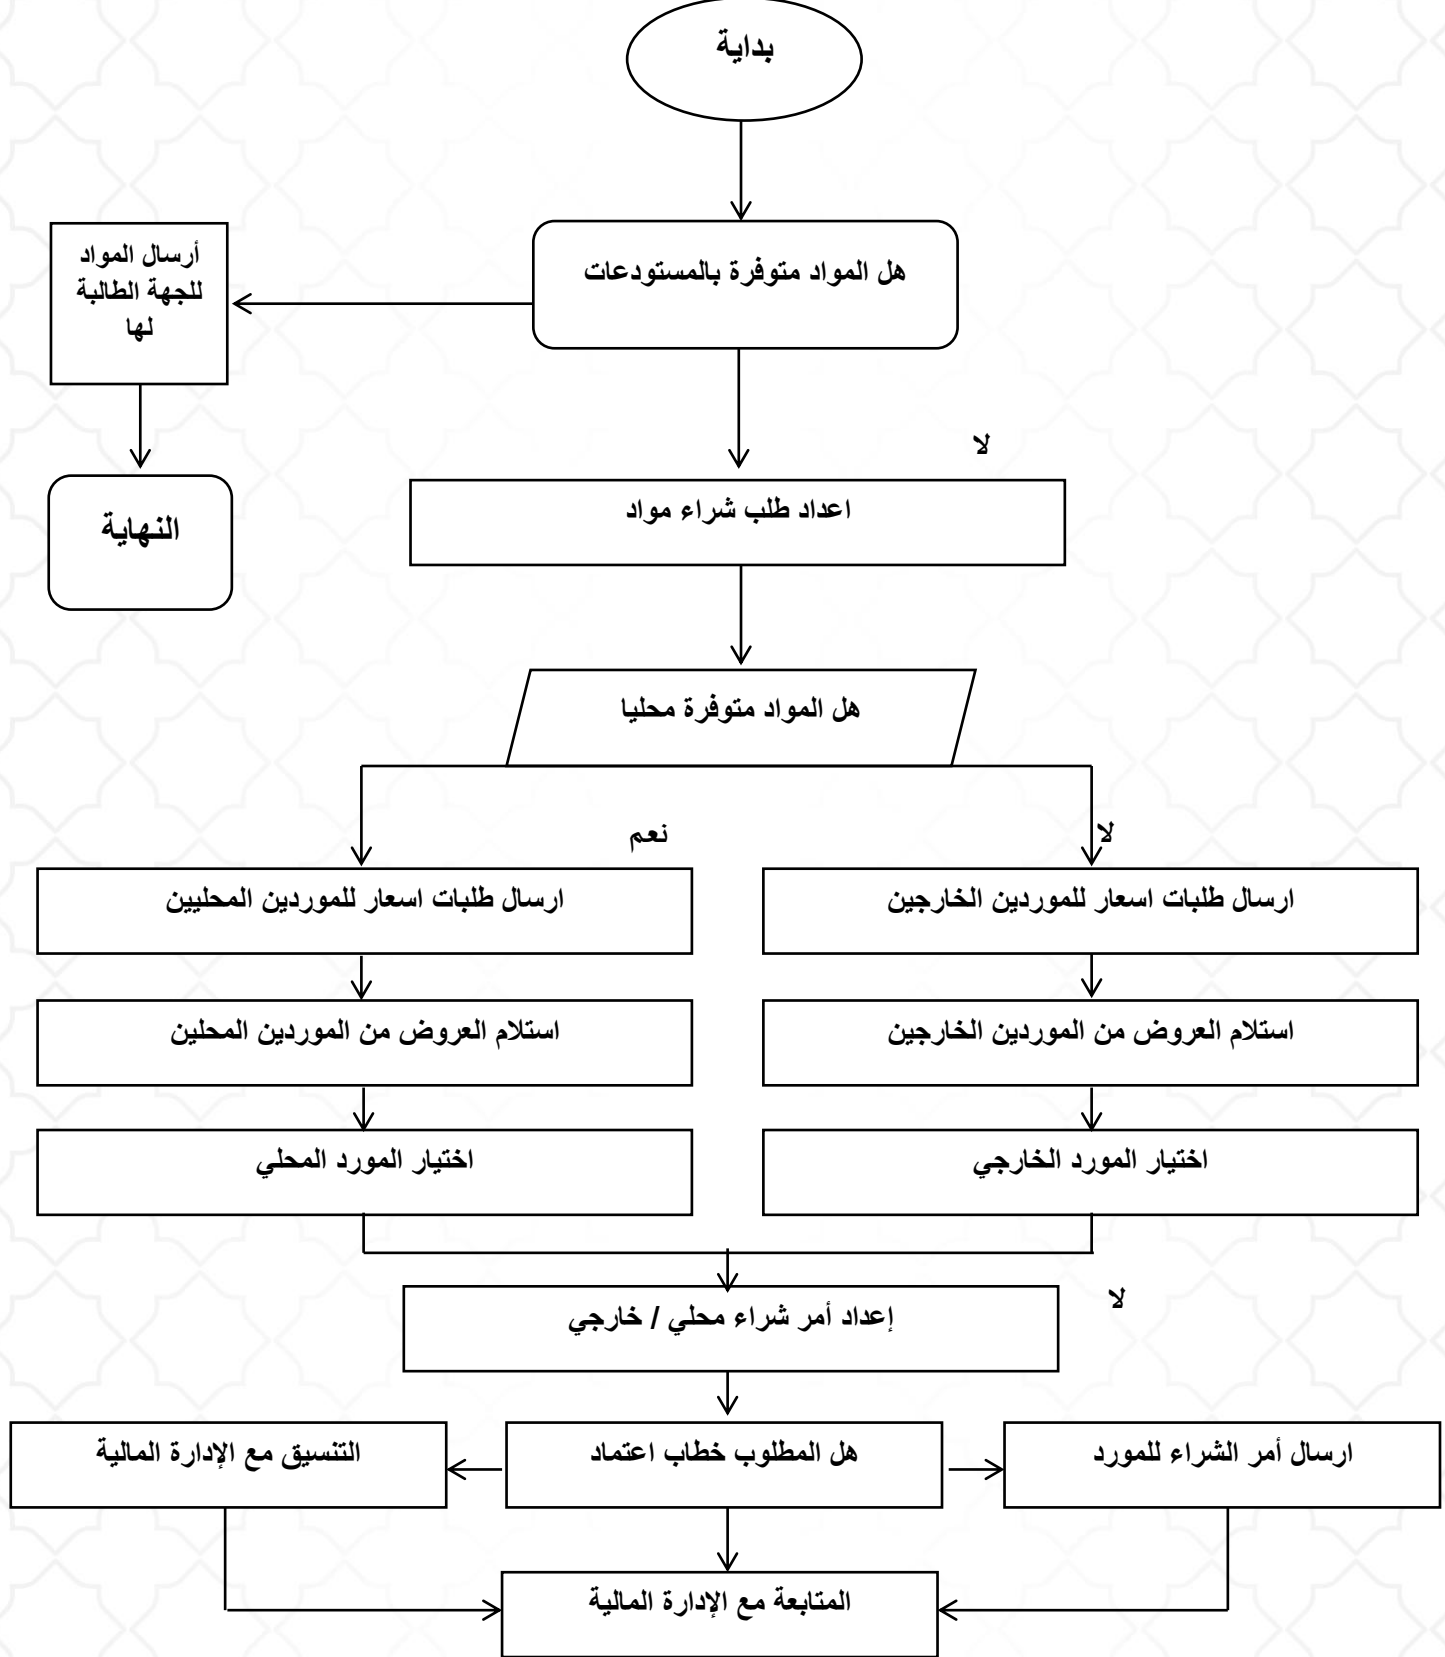 بداية
هل المواد متوفرة بالمستودعات
أرسال المواد
للجهة الطالبة
لها
لا
اعداد طلب شراء مواد
النهاية
هل المواد متوفرة محليا
لا
نعم
ارسال طلبات اسعار للموردين الخارجين
ارسال طلبات اسعار للموردين المحليين
استلام العروض من الموردين الخارجين
استلام العروض من الموردين المحلين
اختيار المورد الخارجي
اختيار المورد المحلي
لا
إعداد أمر شراء محلي / خارجي
ارسال أمر الشراء للمورد
هل المطلوب خطاب اعتماد
التنسيق مع الإدارة المالية
المتابعة مع الإدارة المالية